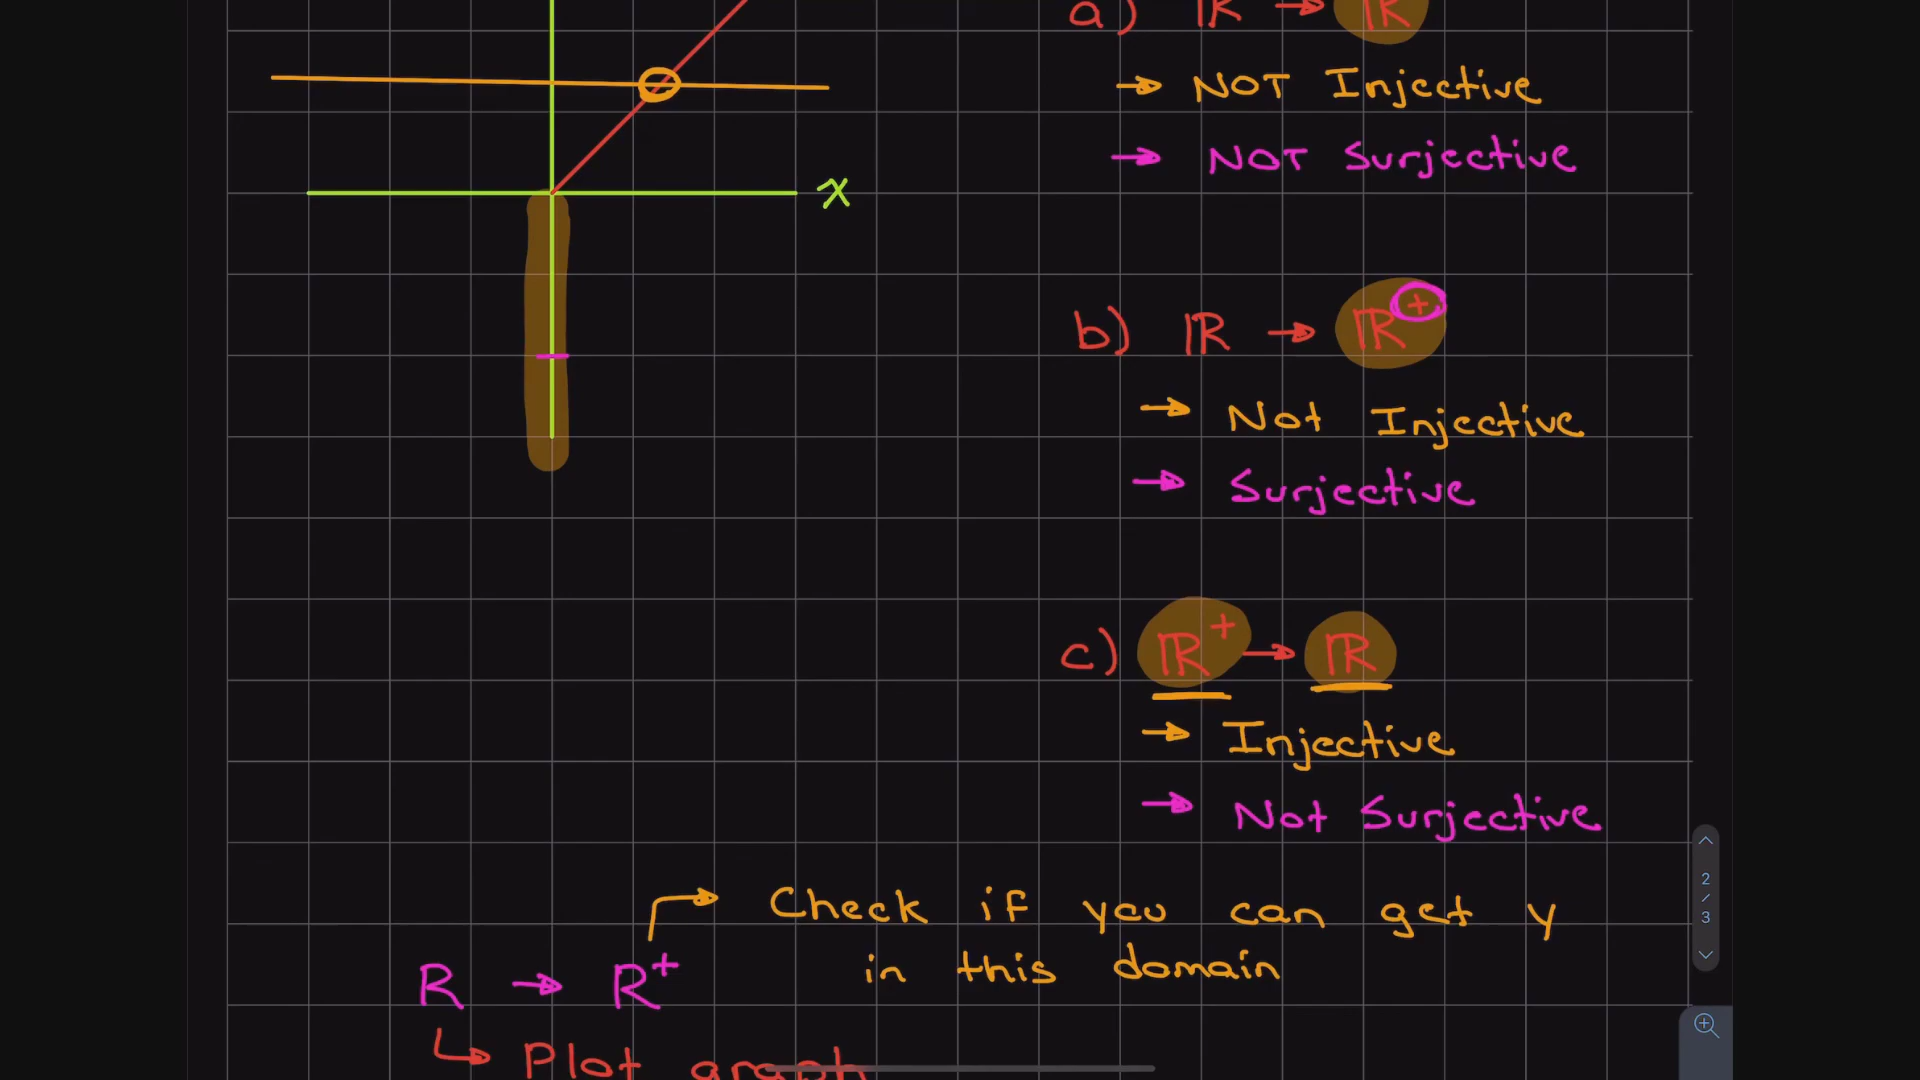 a) ℝ → ℝ
→ NOT Injective
→ NOT Surjective
x
b) ℝ → ℝ⁺
→ Not Injective
→ Surjective
c) ℝ⁺ → ℝ
→ Injective
→ Not Surjective
Check if you can get y
in this domain
R → R⁺
Plot graph
2
/
3